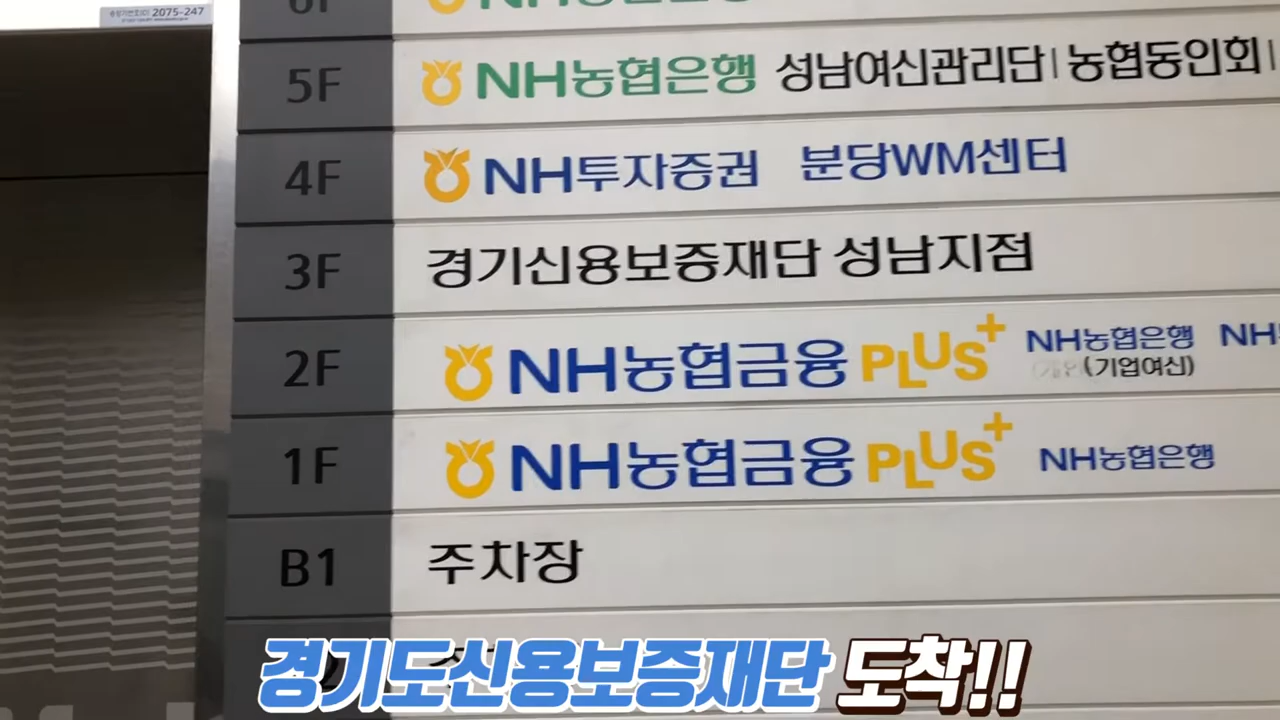 2075-247
6F
5F NH농협은행 성남여신관리단 | 농협동인회 |
4F NH투자증권 분당WM센터
3F 경기신용보증재단 성남지점
2F NH농협금융 PLUS+ NH농협은행 NH
(기업여신)
1F NH농협금융 PLUS+ NH농협은행
B1 주차장
경기도신용보증재단 도착!!